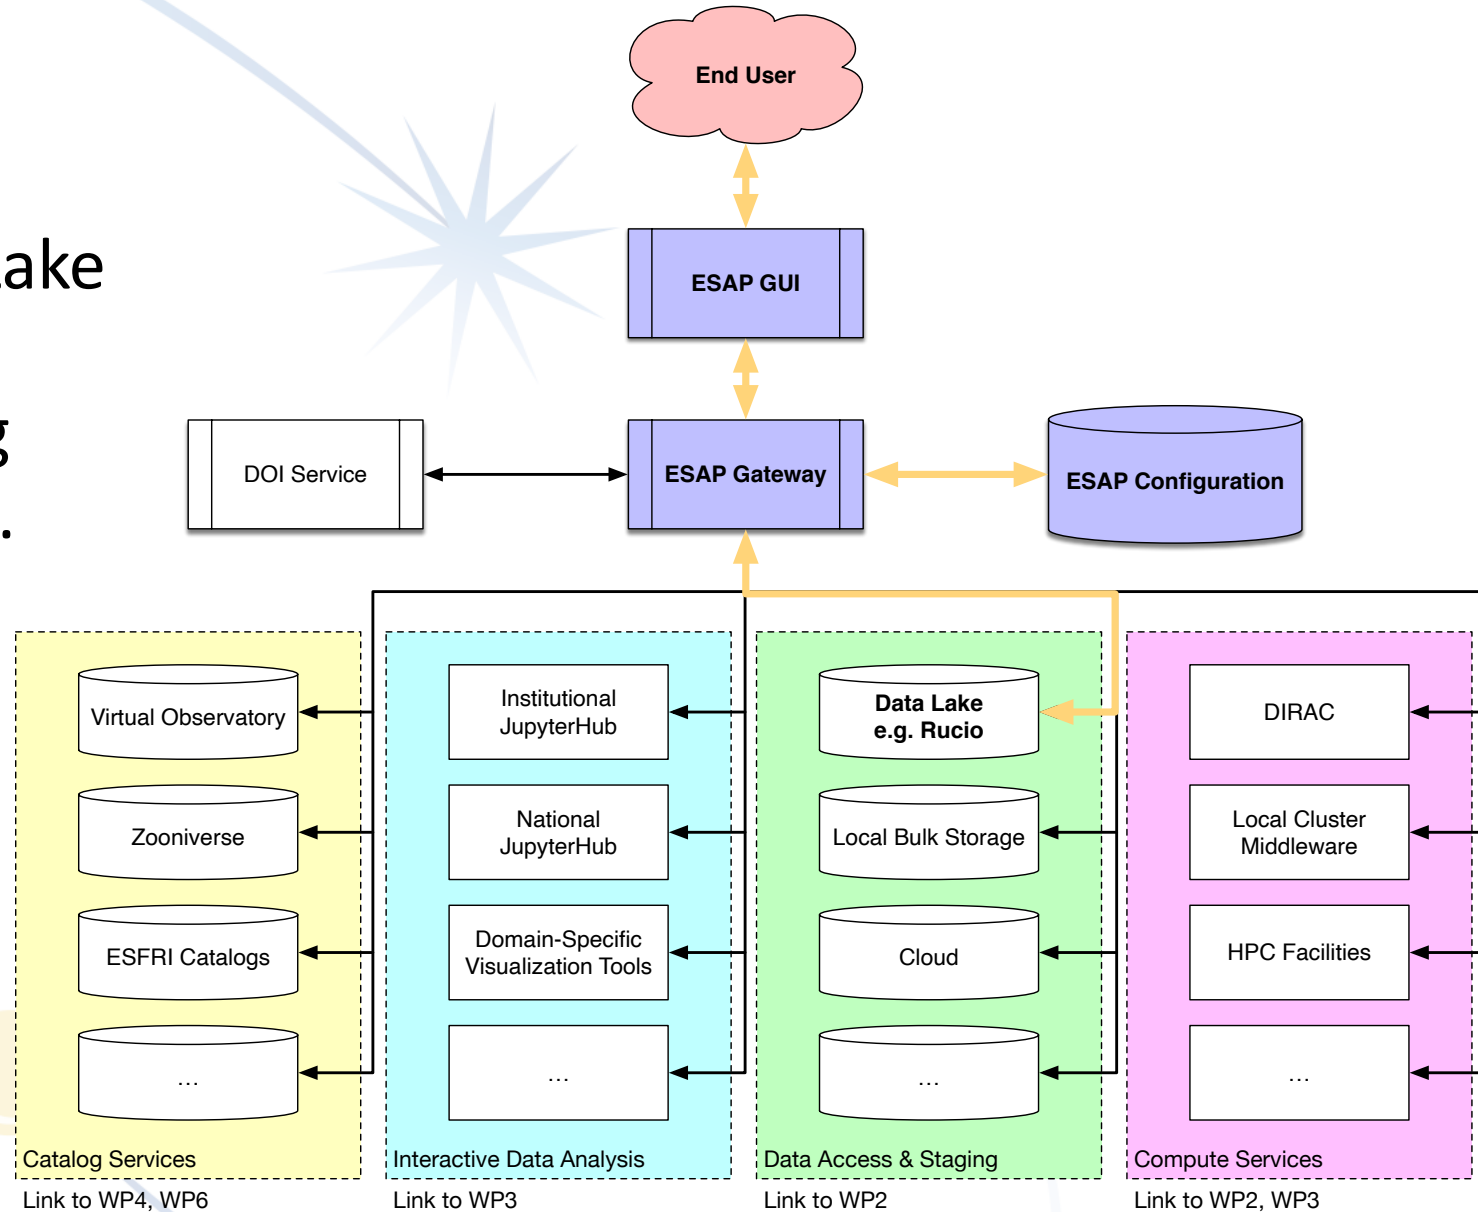 End User
ake
ESAP GUI
g
.
DOI Service
ESAP Gateway
ESAP Configuration
Virtual Observatory
Zooniverse
ESFRI Catalogs
...
Catalog Services
Link to WP4, WP6
Institutional
JupyterHub
National
JupyterHub
Domain-Specific
Visualization Tools
...
Interactive Data Analysis
Link to WP3
Data Lake
e.g. Rucio
Local Bulk Storage
Cloud
...
Data Access & Staging
Link to WP2
DIRAC
Local Cluster
Middleware
HPC Facilities
...
Compute Services
Link to WP2, WP3